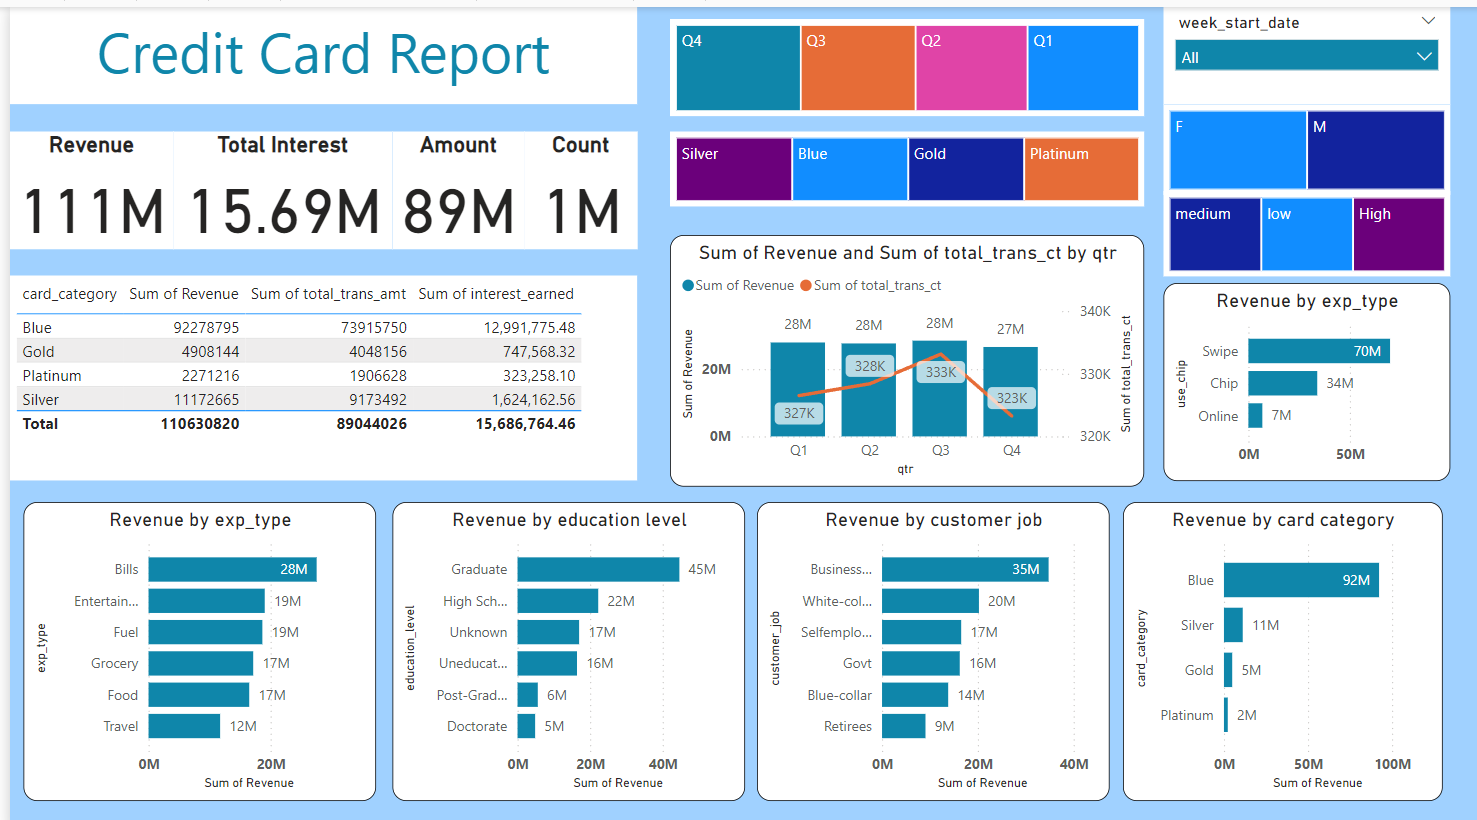 Credit Card Report
Q4 Q3 Q2 Q1
week_start_date
All
Revenue Total Interest Amount Count
111M 15.69M 89M 1M
Silver Blue Gold Platinum
F M
medium low High
card_category Sum of Revenue Sum of total_trans_amt Sum of interest_earned
Blue 92278795 73915750 12,991,775.48
Gold 4908144 4048156 747,568.32
Platinum 2271216 1906628 323,258.10
Silver 11172665 9173492 1,624,162.56
Total 110630820 89044026 15,686,764.46
Sum of Revenue and Sum of total_trans_ct by qtr
Sum of Revenue Sum of total_trans_ct
Sum of Revenue
20M
0M
28M 28M 28M 27M
327K 328K 333K 323K
340K
330K
320K
Sum of total_trans_ct
Q1 Q2 Q3 Q4
qtr
Revenue by exp_type
use_chip
Swipe 70M
Chip 34M
Online 7M
0M 50M
Revenue by exp_type
exp_type
Bills 28M
Entertain... 19M
Fuel 19M
Grocery 17M
Food 17M
Travel 12M
0M 20M
Sum of Revenue
Revenue by education level
education_level
Graduate 45M
High Sch... 22M
Unknown 17M
Uneducat... 16M
Post-Grad... 6M
Doctorate 5M
0M 20M 40M
Sum of Revenue
Revenue by customer job
customer_job
Business... 35M
White-col... 20M
Selfemplo... 17M
Govt 16M
Blue-collar 14M
Retirees 9M
0M 20M 40M
Sum of Revenue
Revenue by card category
card_category
Blue 92M
Silver 11M
Gold 5M
Platinum 2M
0M 50M 100M
Sum of Revenue